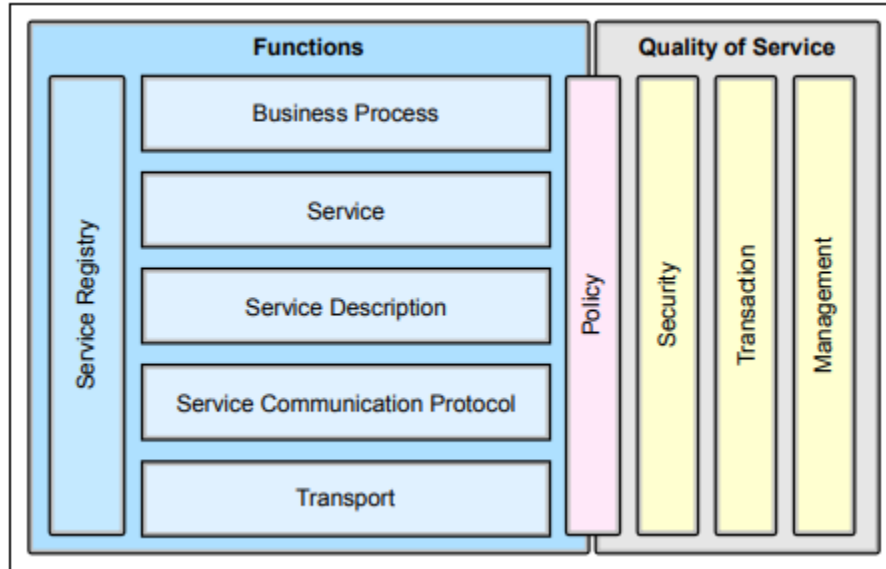 Functions
Quality of Service
Service Registry
Business Process
Service
Service Description
Service Communication Protocol
Transport
Policy
Security
Transaction
Management